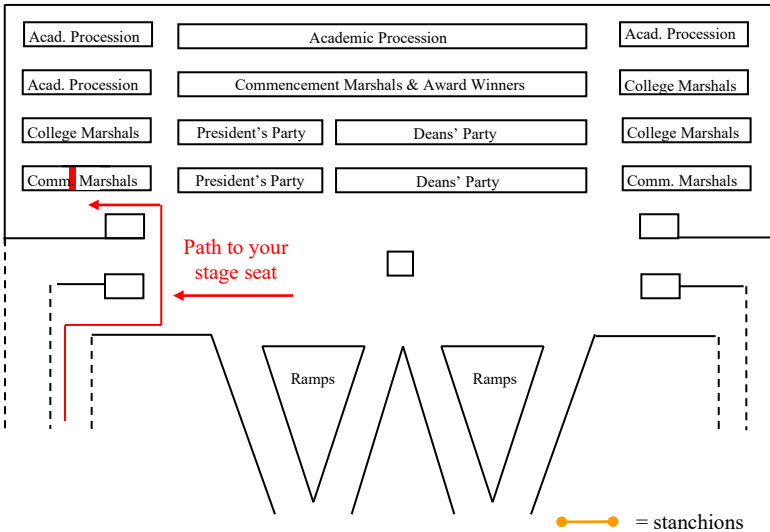 Acad. Procession
Academic Procession
Acad. Procession
Acad. Procession
Commencement Marshals & Award Winners
College Marshals
College Marshals
President's Party
Deans' Party
College Marshals
Comm. Marshals
President's Party
Deans' Party
Comm. Marshals
Path to your
stage seat
Ramps
Ramps
= stanchions